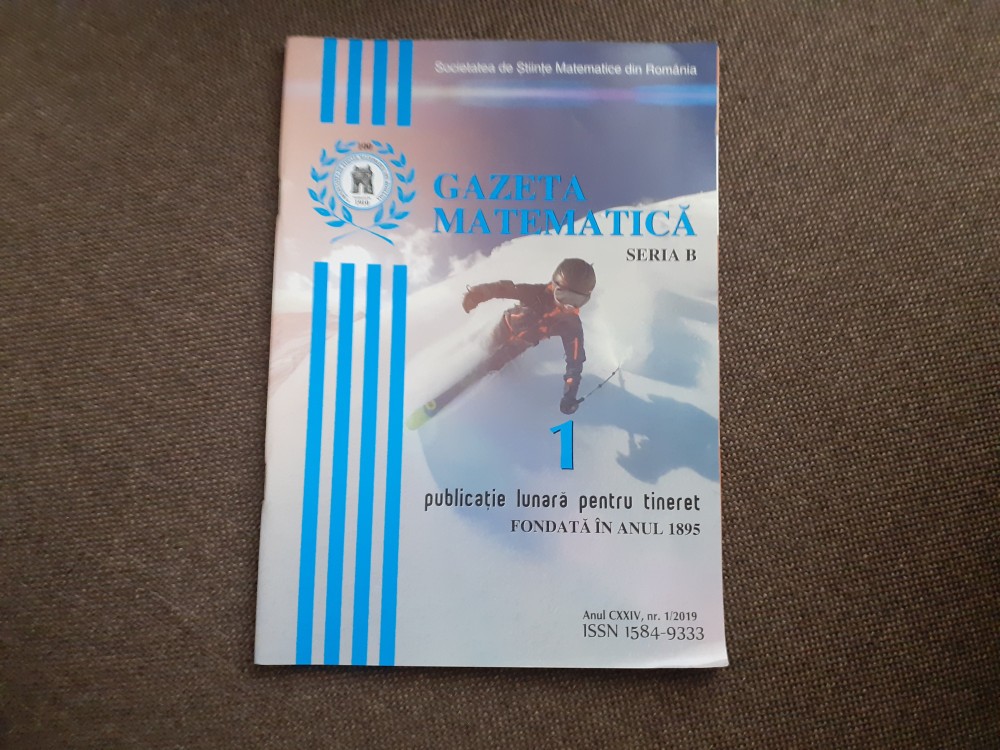 Societatea de Științe Matematice din România
GAZETA
MATEMATICĂ
SERIA B
1
publicație lunară pentru tineret
FONDATĂ ÎN ANUL 1895
Anul CXXIV, nr. 1/2019
ISSN 1584-9333